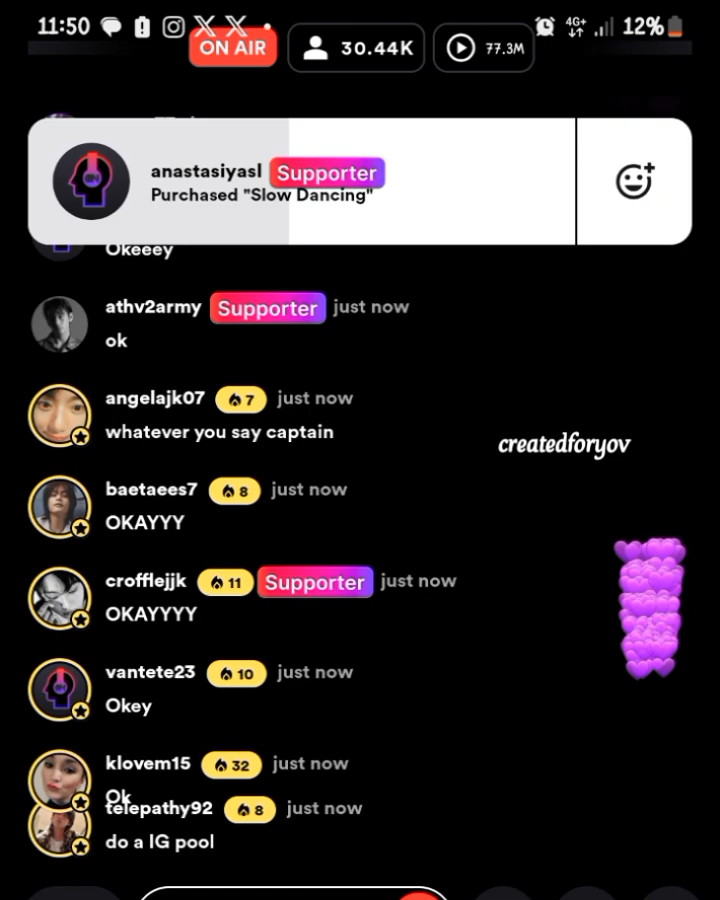 11:50 4G+ 12%
ON AIR 30.44K 77.3M
anastasiyasl Supporter
Purchased "Slow Dancing"
Okeeey
athv2army Supporter just now
ok
angelajk07 7 just now
whatever you say captain
createdforyov
baetaees7 8 just now
OKAYYY
crofflejjk 11 Supporter just now
OKAYYYY
vantete23 10 just now
Okey
klovem15 32 just now
Ok
telepathy92 8 just now
do a IG pool